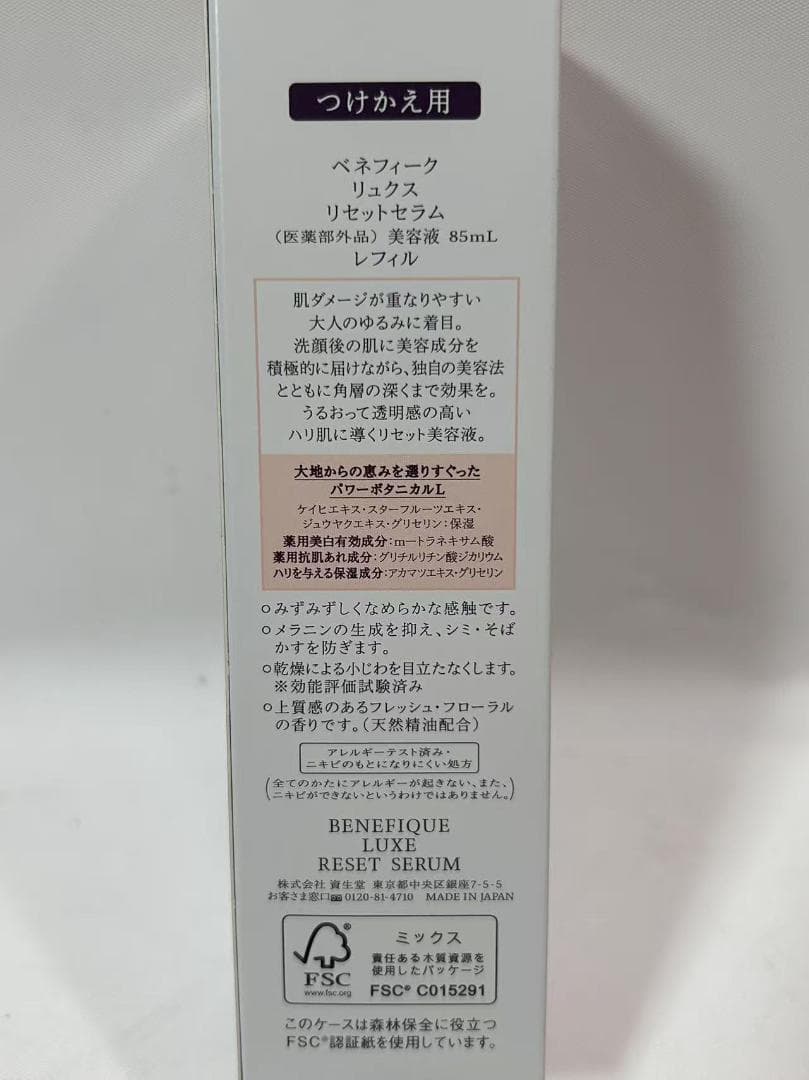 つけかえ用
ベネフィーク
リュクス
リセットセラム
（医薬部外品）美容液 85mL
レフィル
肌ダメージが重なりやすい
大人のゆるみに着目。
洗顔後の肌に美容成分を
積極的に届けながら、独自の美容法
とともに角層の深くまで効果を。
うるおって透明感の高い
ハリ肌に導くリセット美容液。
大地からの恵みを選りすぐった
パワーボタニカルL
ケイヒエキス・スターフルーツエキス・
ジュウヤクエキス・グリセリン：保湿
薬用美白有効成分：m－トラネキサム酸
薬用抗肌あれ成分：グリチルリチン酸ジカリウム
ハリを与える保湿成分：アカマツエキス・グリセリン
○みずみずしくなめらかな感触です。
○メラニンの生成を抑え、シミ・そば
かすを防ぎます。
○乾燥による小じわを目立たなくします。
※効能評価試験済み
○上質感のあるフレッシュ・フローラル
の香りです。（天然精油配合）
アレルギーテスト済み・
ニキビのもとになりにくい処方
（全てのかたにアレルギーが起きない、また、
ニキビができないというわけではありません。）
BENEFIQUE
LUXE
RESET SERUM
株式会社 資生堂 東京都中央区銀座7-5-5
お客さま窓口 0120-81-4710 MADE IN JAPAN
®
FSC
www.fsc.org
ミックス
責任ある木質資源を
使用したパッケージ
FSC® C015291
このケースは森林保全に役立つ
FSC®認証紙を使用しています。